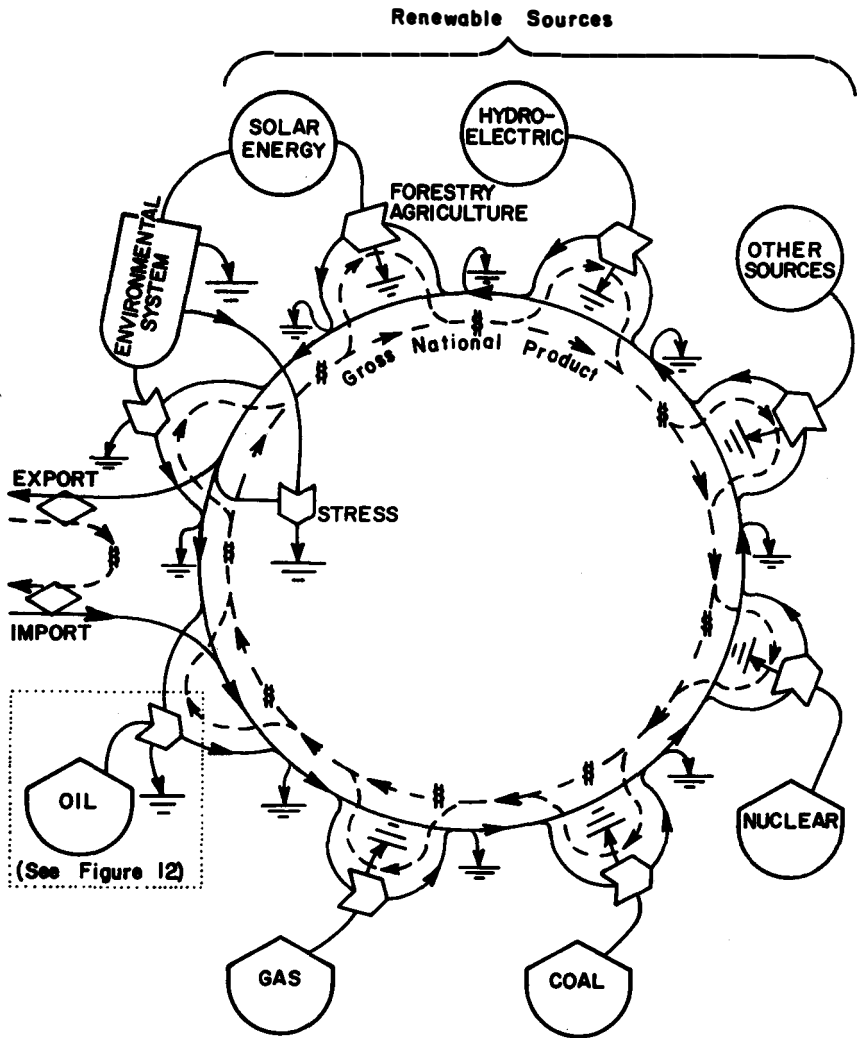 Renewable Sources
SOLAR
ENERGY
HYDRO-
ELECTRIC
FORESTRY
AGRICULTURE
ENVIRONMENTAL
SYSTEM
OTHER
SOURCES
Gross National Product
EXPORT
STRESS
IMPORT
OIL
(See Figure 12)
NUCLEAR
GAS
COAL